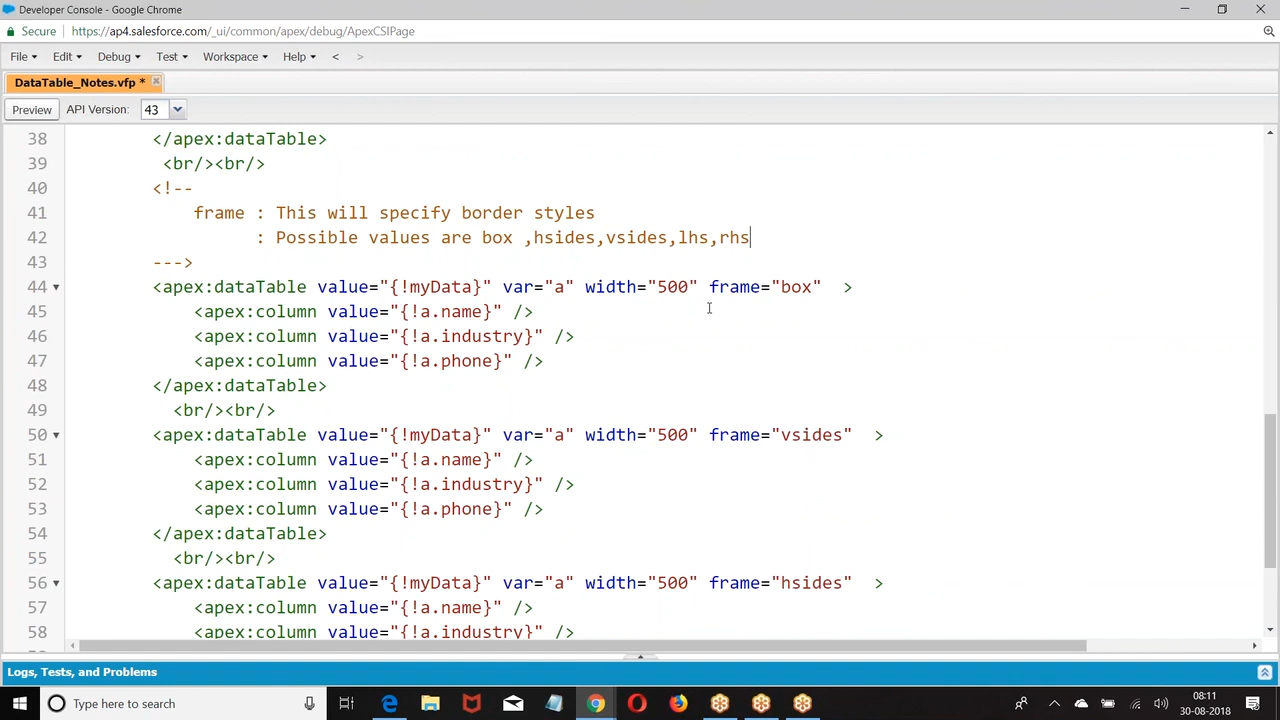 Developer Console - Google Chrome
Secure https://ap4.salesforce.com/_ui/common/apex/debug/ApexCSIPage
File Edit Debug Test Workspace Help < >
DataTable_Notes.vfp *
Preview API Version: 43
38 </apex:dataTable>
39 <br/><br/>
40 <!--
41 frame : This will specify border styles
42 : Possible values are box ,hsides,vsides,lhs,rhs
43 --->
44 <apex:dataTable value="{!myData}" var="a" width="500" frame="box" >
45 <apex:column value="{!a.name}" />
46 <apex:column value="{!a.industry}" />
47 <apex:column value="{!a.phone}" />
48 </apex:dataTable>
49 <br/><br/>
50 <apex:dataTable value="{!myData}" var="a" width="500" frame="vsides" >
51 <apex:column value="{!a.name}" />
52 <apex:column value="{!a.industry}" />
53 <apex:column value="{!a.phone}" />
54 </apex:dataTable>
55 <br/><br/>
56 <apex:dataTable value="{!myData}" var="a" width="500" frame="hsides" >
57 <apex:column value="{!a.name}" />
58 <apex:column value="{!a.industry}" />
Logs, Tests, and Problems
Type here to search
08:11
30-08-2018